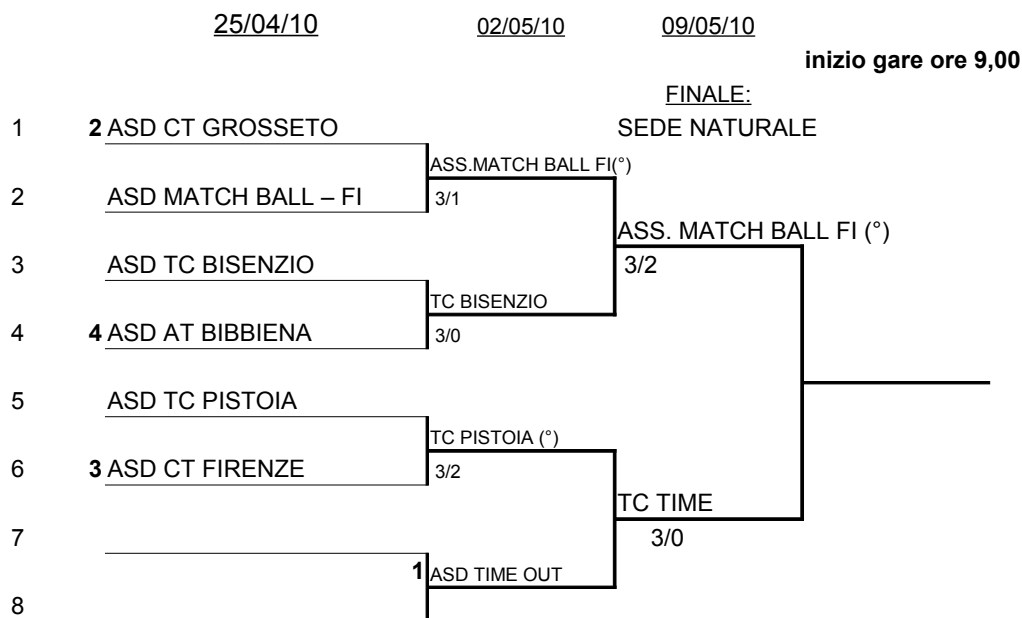 25/04/10 02/05/10 09/05/10
inizio gare ore 9,00
FINALE:
1 2 ASD CT GROSSETO SEDE NATURALE
ASS.MATCH BALL FI(°)
2 ASD MATCH BALL – FI 3/1
ASS. MATCH BALL FI (°)
3 ASD TC BISENZIO 3/2
TC BISENZIO
4 4 ASD AT BIBBIENA 3/0
5 ASD TC PISTOIA
TC PISTOIA (°)
6 3 ASD CT FIRENZE 3/2
TC TIME
7 3/0
1 ASD TIME OUT
8